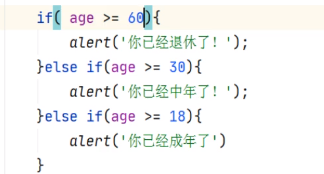 if( age >= 60){
alert('你已经退休了！');
}else if(age >= 30){
alert('你已经中年了！');
}else if(age >= 18){
alert('你已经成年了')
}